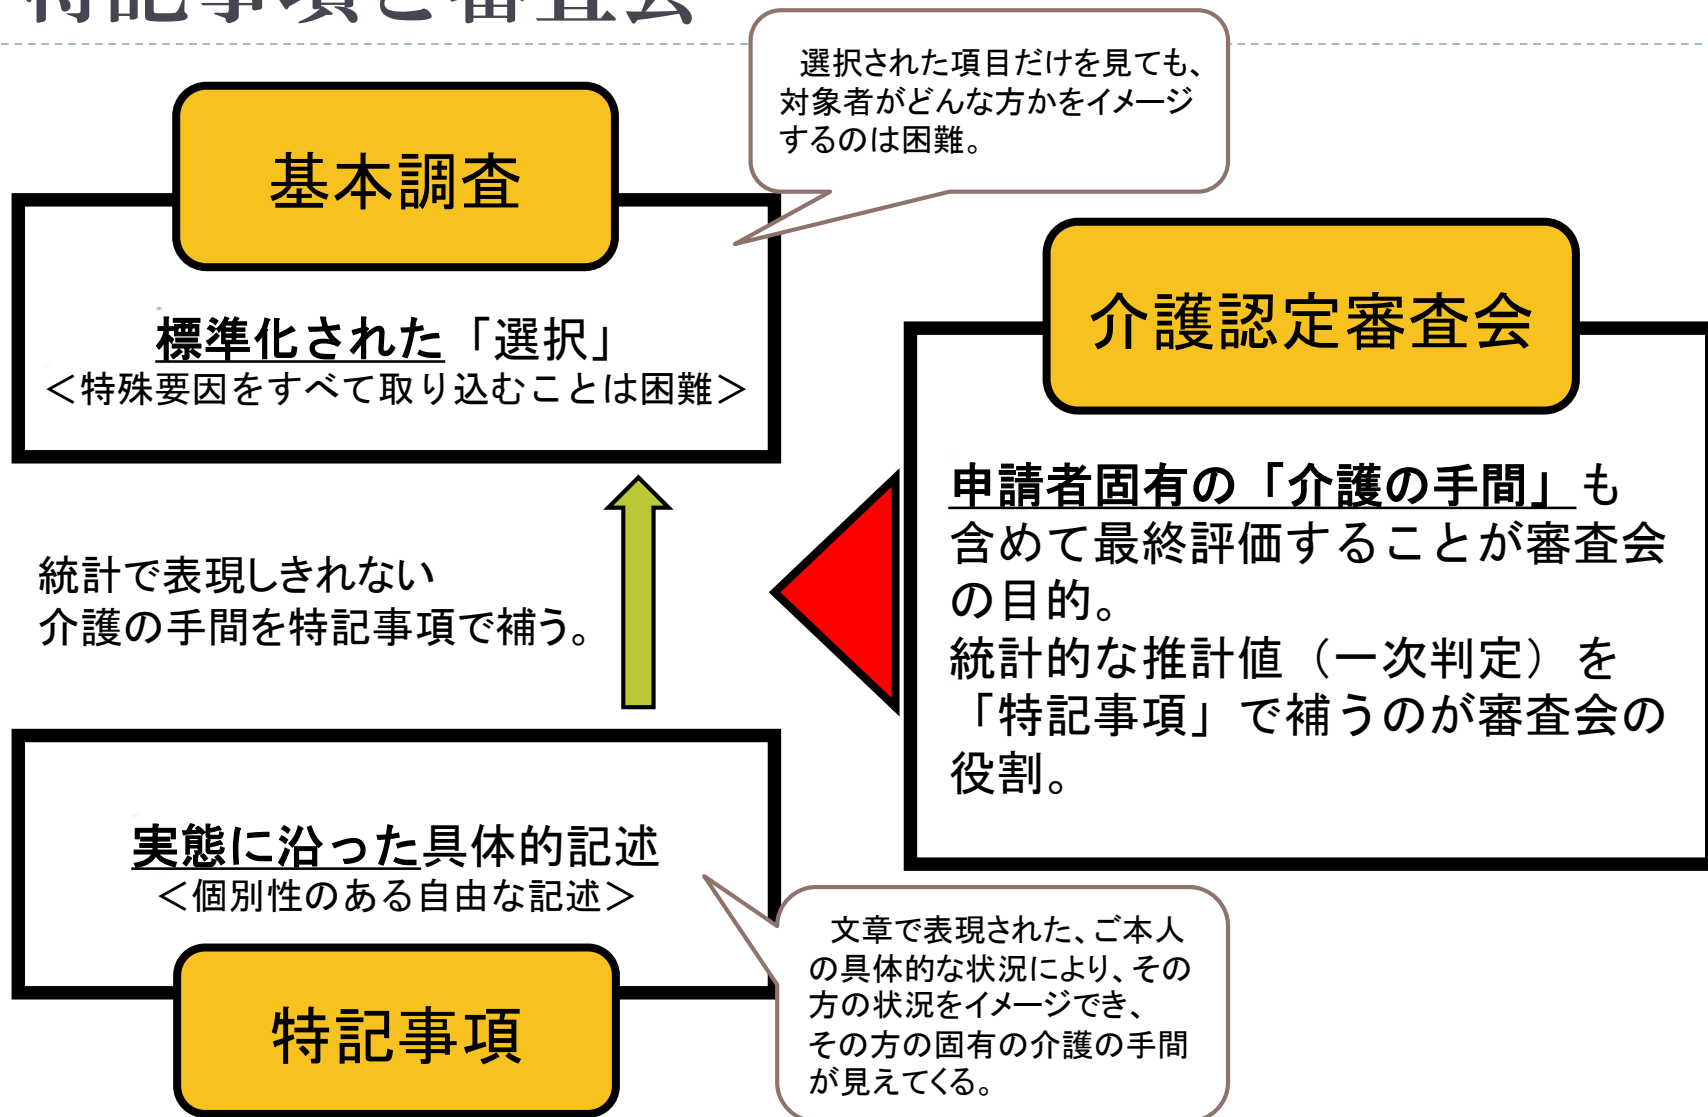 特記事項と審査会
選択された項目だけを見ても、
対象者がどんな方かをイメージ
するのは困難。
基本調査
標準化された「選択」
＜特殊要因をすべて取り込むことは困難＞
統計で表現しきれない
介護の手間を特記事項で補う。
実態に沿った具体的記述
＜個別性のある自由な記述＞
特記事項
文章で表現された、ご本人
の具体的な状況により、その
方の状況をイメージでき、
その方の固有の介護の手間
が見えてくる。
介護認定審査会
申請者固有の「介護の手間」も
含めて最終評価することが審査会
の目的。
統計的な推計値（一次判定）を
「特記事項」で補うのが審査会の
役割。